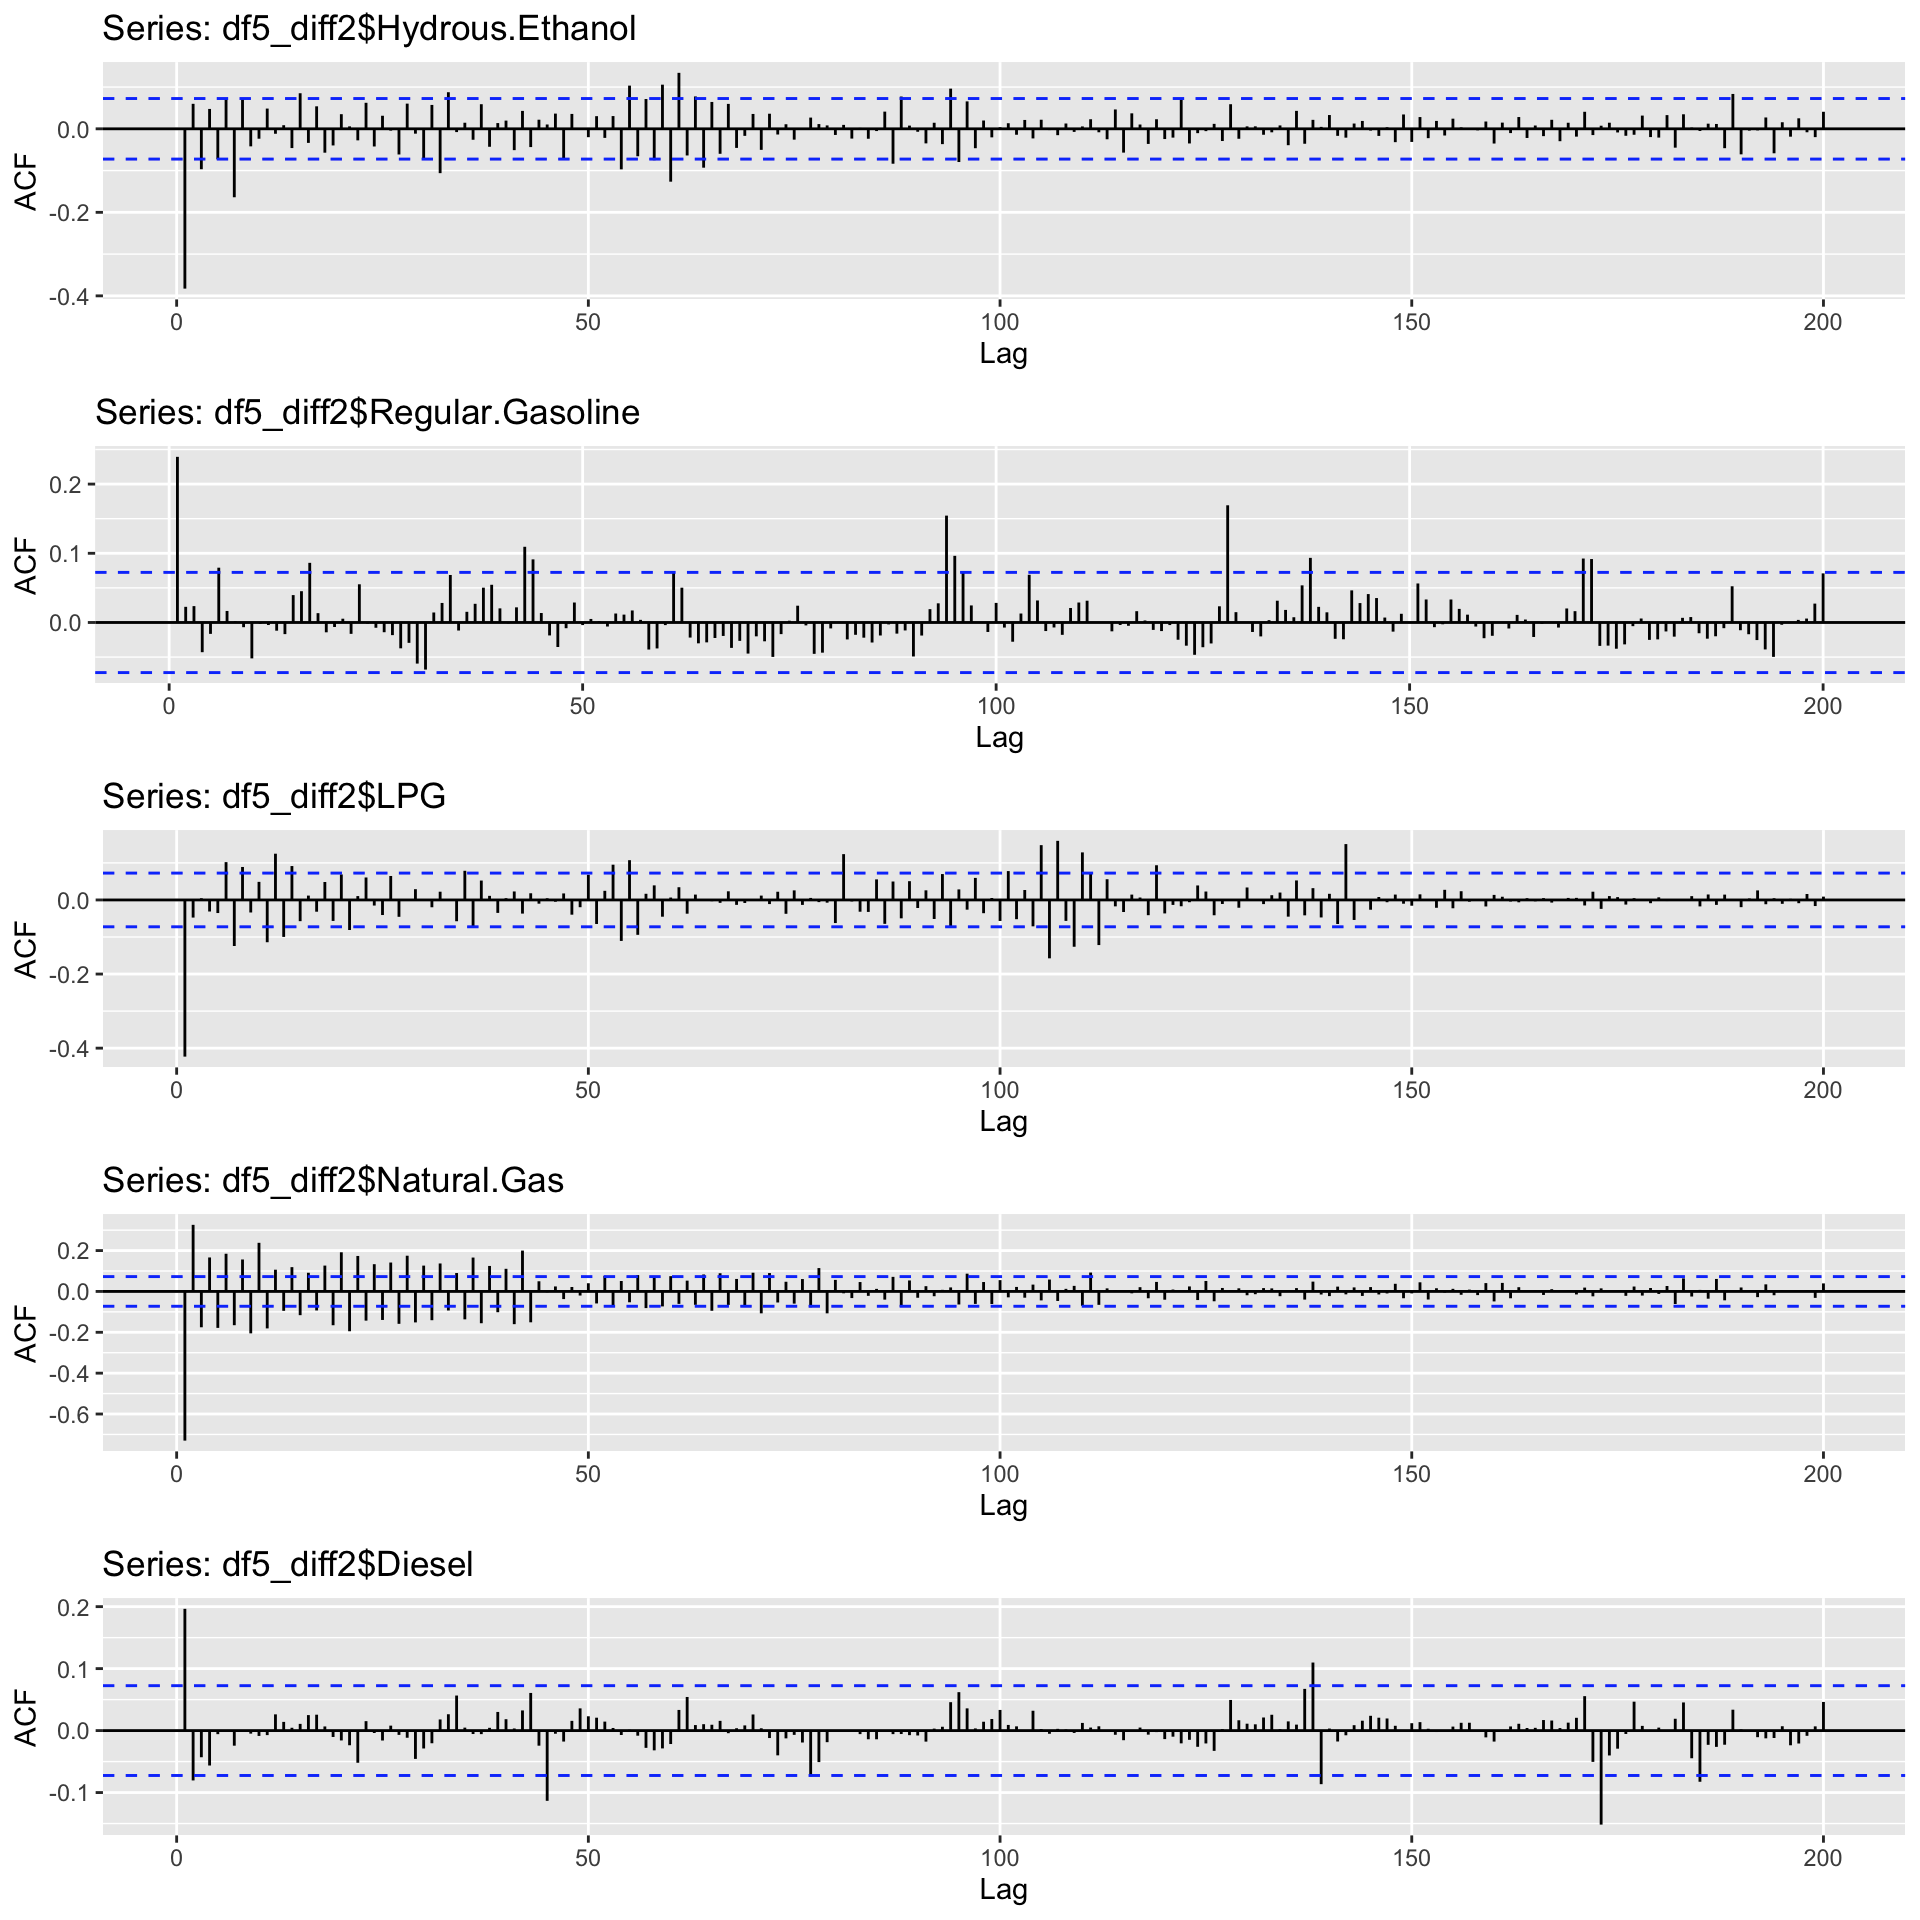 Series: df5_diff2$Hydrous.Ethanol
ACF
0.0
-0.2
-0.4
0 50 100 150 200
Lag
Series: df5_diff2$Regular.Gasoline
ACF
0.2
0.1
0.0
0 50 100 150 200
Lag
Series: df5_diff2$LPG
ACF
0.0
-0.2
-0.4
0 50 100 150 200
Lag
Series: df5_diff2$Natural.Gas
ACF
0.2
0.0
-0.2
-0.4
-0.6
0 50 100 150 200
Lag
Series: df5_diff2$Diesel
ACF
0.2
0.1
0.0
-0.1
0 50 100 150 200
Lag